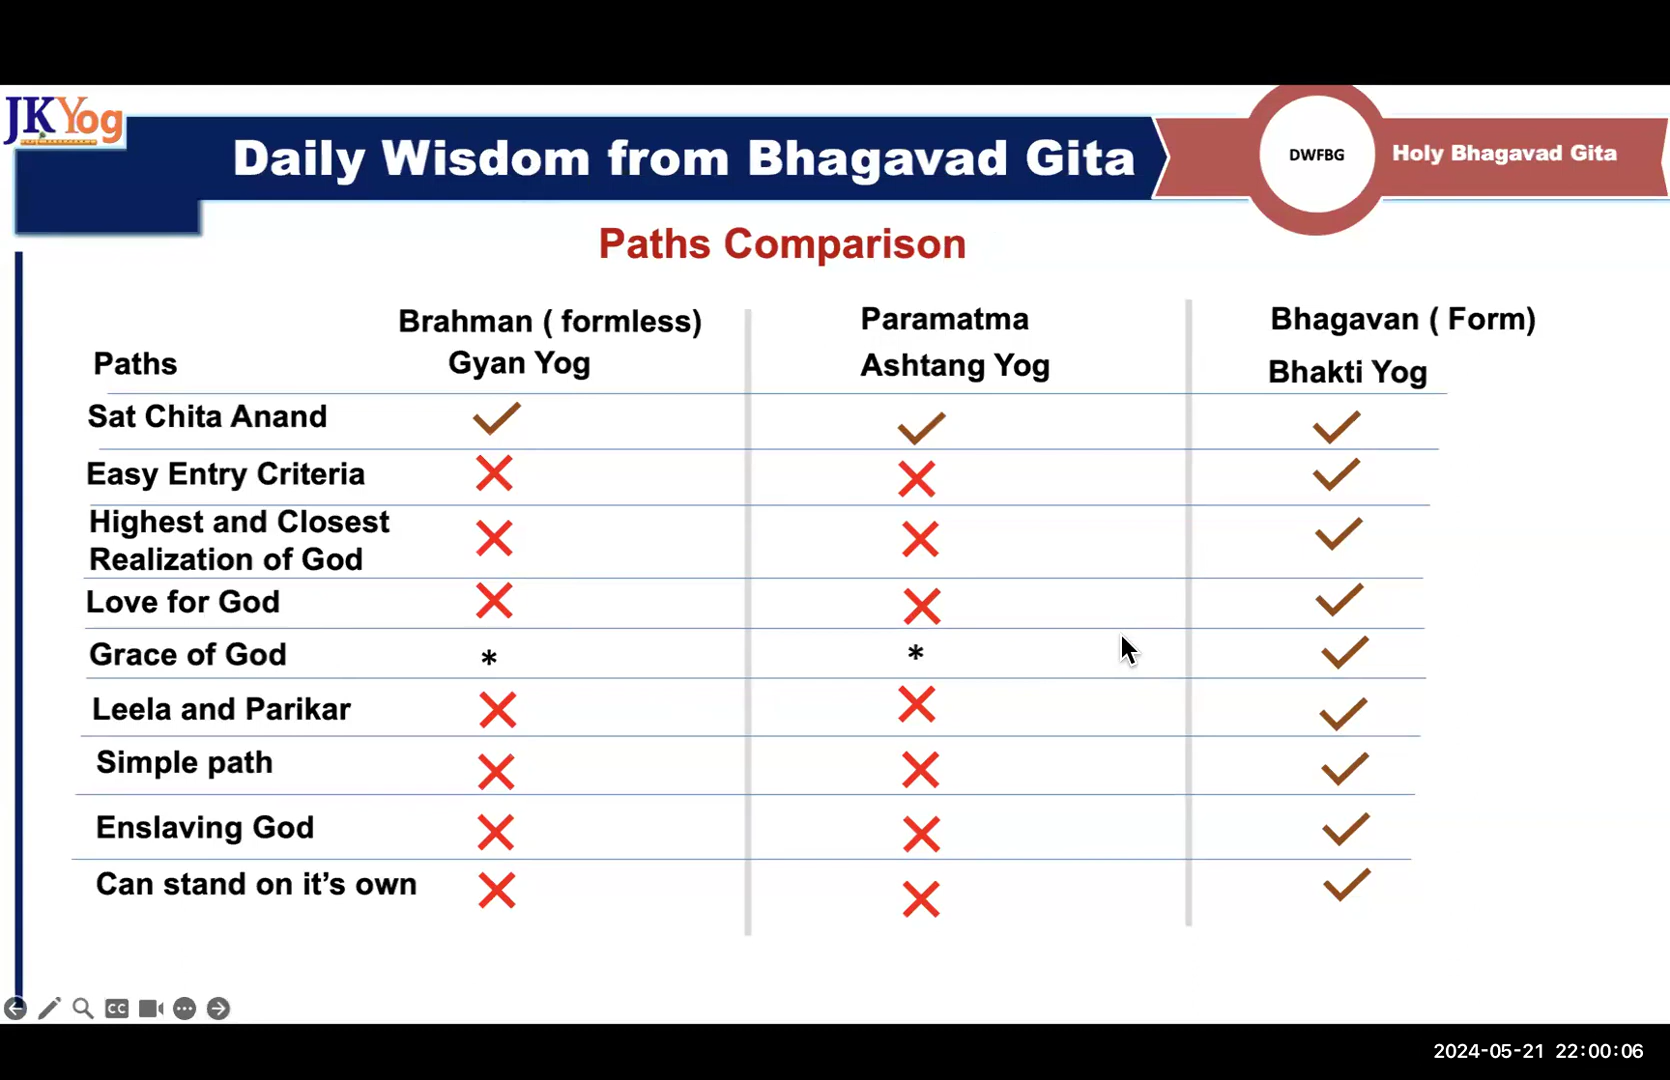 JKYog
Daily Wisdom from Bhagavad Gita
DWFBG
Holy Bhagavad Gita
Paths Comparison
Brahman ( formless)
Paramatma
Bhagavan ( Form)
Paths
Gyan Yog
Ashtang Yog
Bhakti Yog
Sat Chita Anand
Easy Entry Criteria
Highest and Closest
Realization of God
Love for God
Grace of God * *
Leela and Parikar
Simple path
Enslaving God
Can stand on it's own
CC
2024-05-21 22:00:06